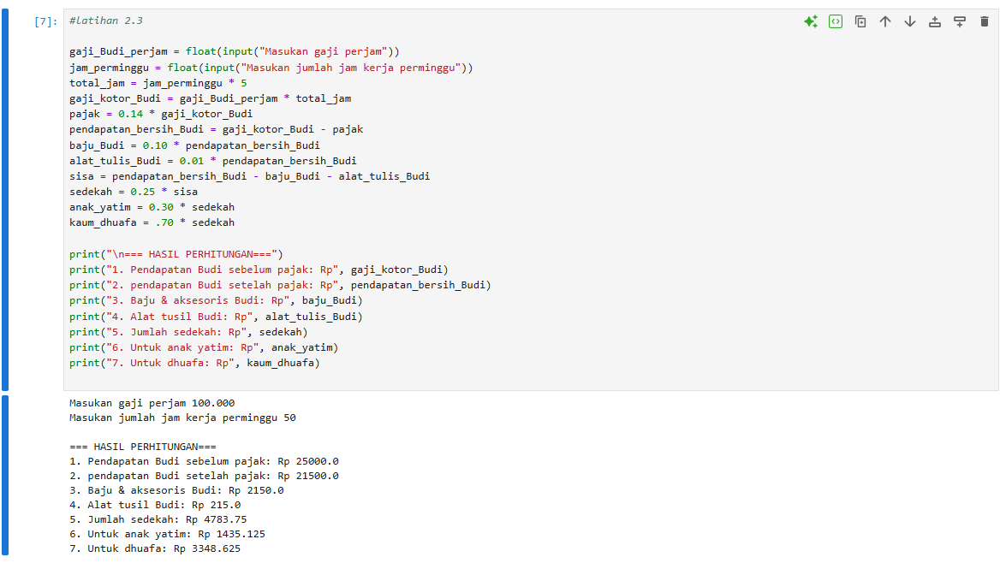 [7]: #latihan 2.3
gaji_Budi_perjam = float(input("Masukan gaji perjam"))
jam_perminggu = float(input("Masukan jumlah jam kerja perminggu"))
total_jam = jam_perminggu * 5
gaji_kotor_Budi = gaji_Budi_perjam * total_jam
pajak = 0.14 * gaji_kotor_Budi
pendapatan_bersih_Budi = gaji_kotor_Budi - pajak
baju_Budi = 0.10 * pendapatan_bersih_Budi
alat_tulis_Budi = 0.01 * pendapatan_bersih_Budi
sisa = pendapatan_bersih_Budi - baju_Budi - alat_tulis_Budi
sedekah = 0.25 * sisa
anak_yatim = 0.30 * sedekah
kaum_dhuafa = .70 * sedekah
print("\n=== HASIL PERHITUNGAN===")
print("1. Pendapatan Budi sebelum pajak: Rp", gaji_kotor_Budi)
print("2. pendapatan Budi setelah pajak: Rp", pendapatan_bersih_Budi)
print("3. Baju & aksesoris Budi: Rp", baju_Budi)
print("4. Alat tusil Budi: Rp", alat_tulis_Budi)
print("5. Jumlah sedekah: Rp", sedekah)
print("6. Untuk anak yatim: Rp", anak_yatim)
print("7. Untuk dhuafa: Rp", kaum_dhuafa)
Masukan gaji perjam 100.000
Masukan jumlah jam kerja perminggu 50
=== HASIL PERHITUNGAN===
1. Pendapatan Budi sebelum pajak: Rp 25000.0
2. pendapatan Budi setelah pajak: Rp 21500.0
3. Baju & aksesoris Budi: Rp 2150.0
4. Alat tusil Budi: Rp 215.0
5. Jumlah sedekah: Rp 4783.75
6. Untuk anak yatim: Rp 1435.125
7. Untuk dhuafa: Rp 3348.625